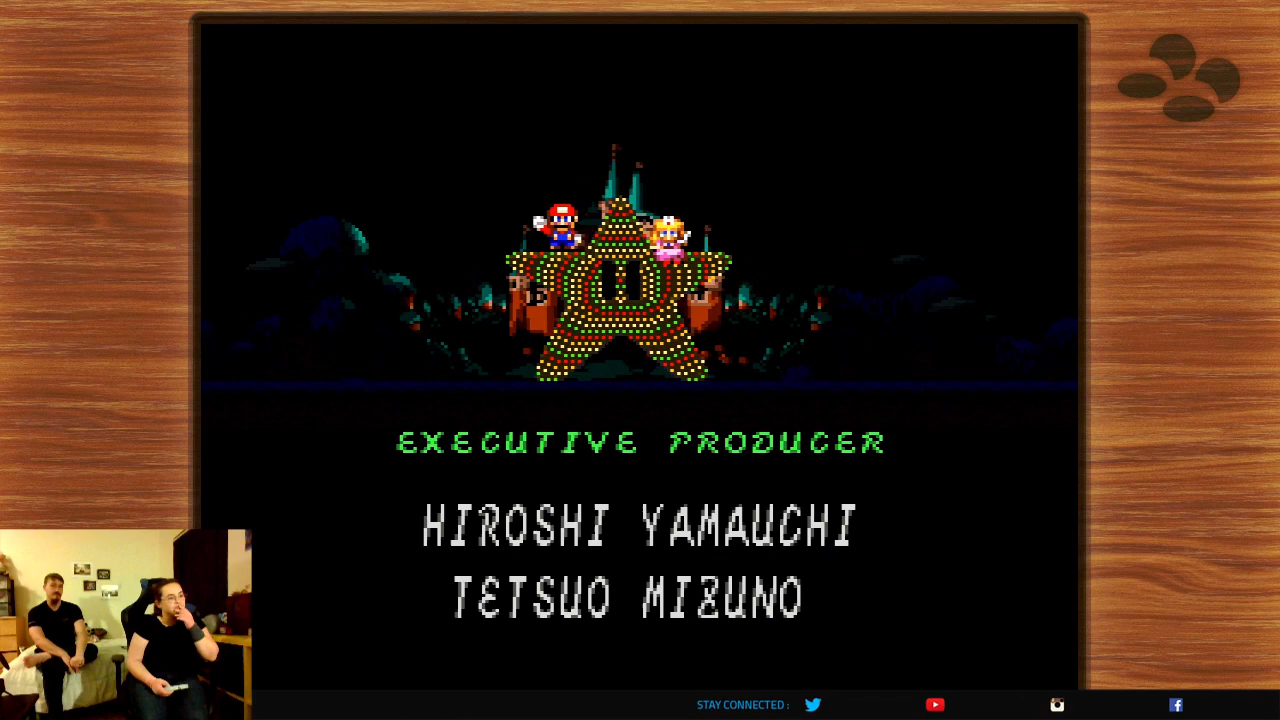 EXECUTIVE PRODUCER
HIROSHI YAMAUCHI
TETSUO MIZUNO
STAY CONNECTED :